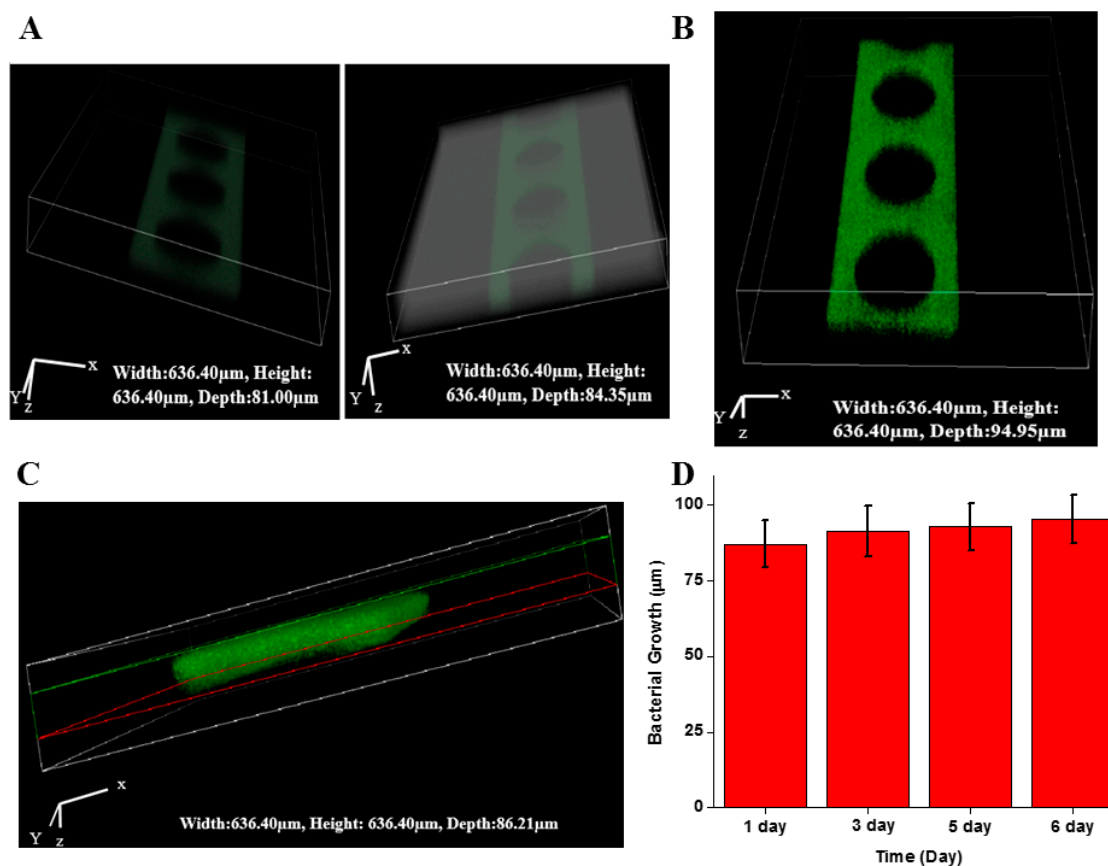 A
B
x
Y
z
Width:636.40µm, Height:
636.40µm, Depth:81.00µm
x
Y
z
Width:636.40µm, Height:
636.40µm, Depth:84.35µm
x
Y
z
Width:636.40µm, Height:
636.40µm, Depth:94.95µm
C
x
Y
z
Width:636.40µm, Height: 636.40µm, Depth:86.21µm
D
100
75
50
25
0
Bacterial Growth (µm)
1 day
3 day
5 day
6 day
Time (Day)